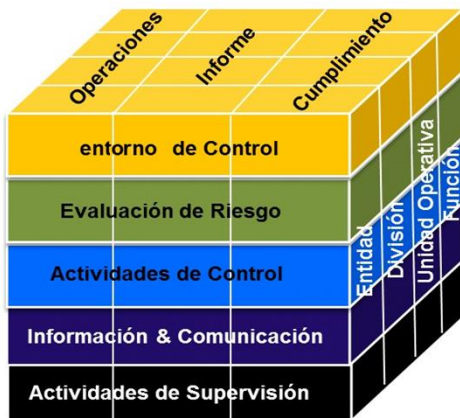 Operaciones
Informe
Cumplimiento
entorno de Control
Evaluación de Riesgo
Actividades de Control
Información & Comunicación
Actividades de Supervisión
Entidad
División
Unidad Operativa
Función